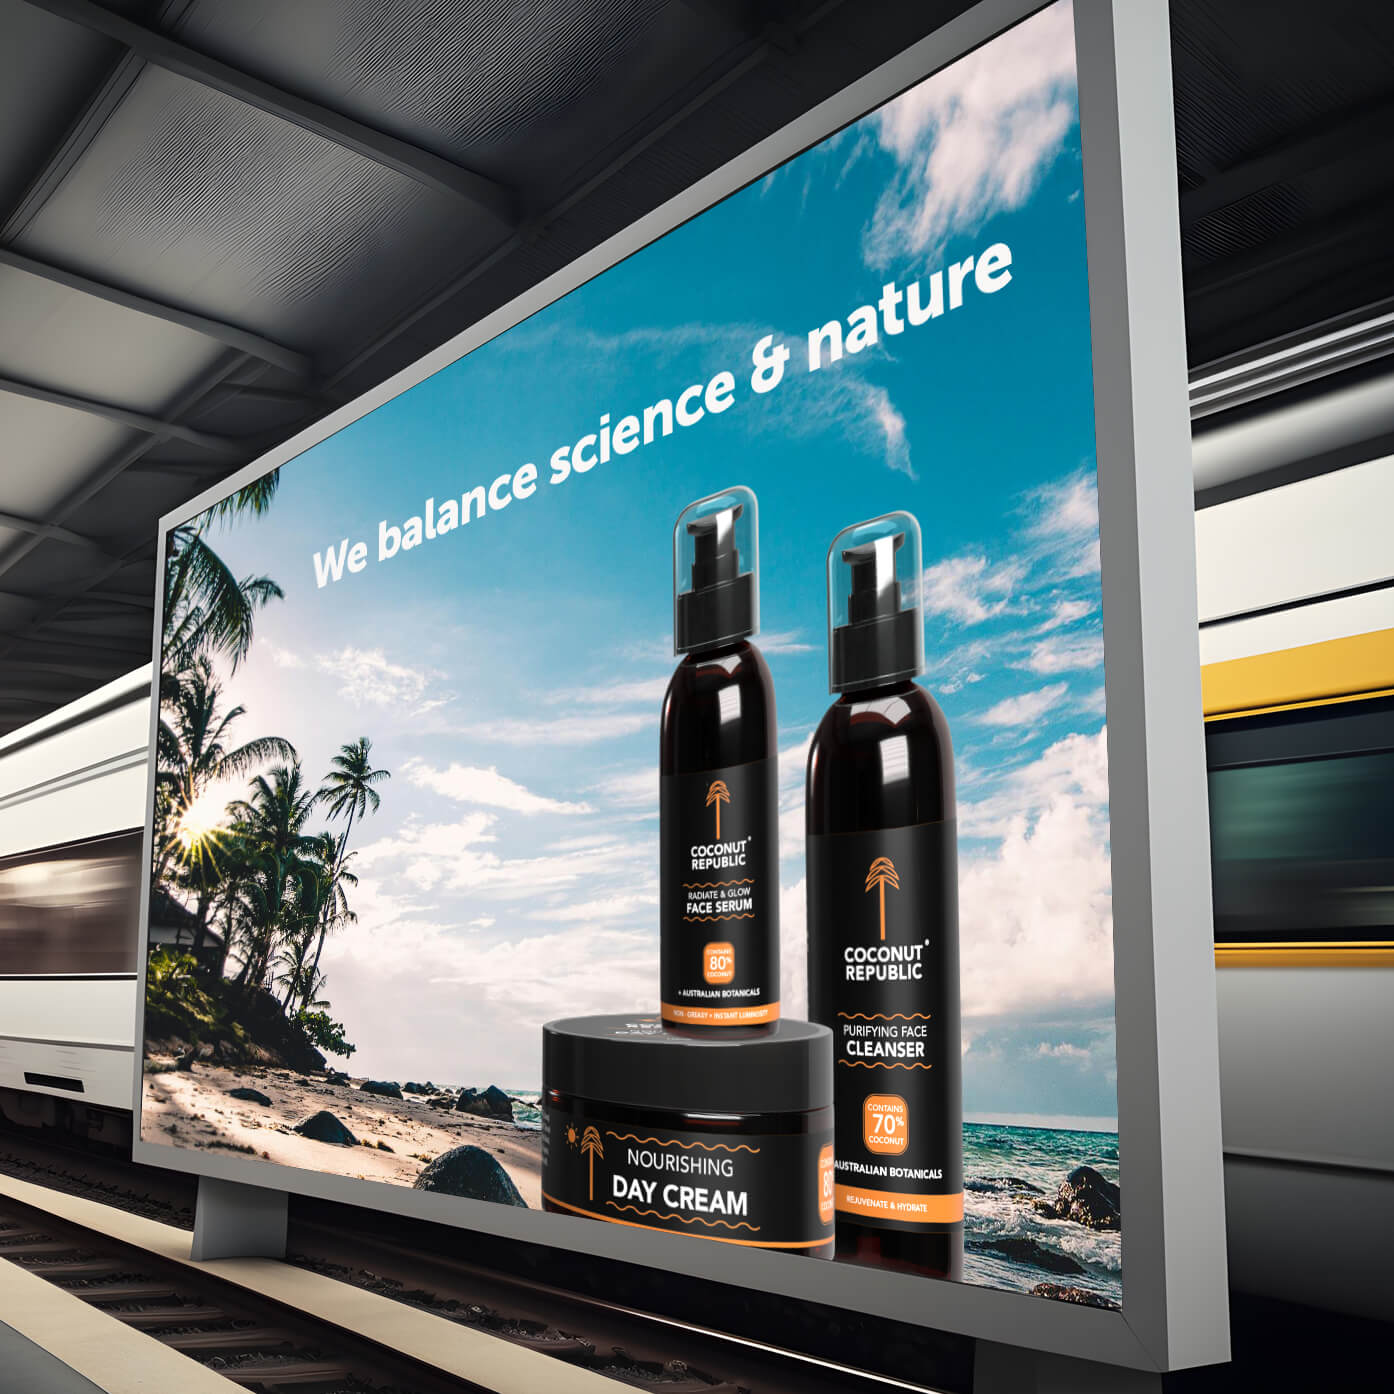 We balance science & nature
COCONUT
REPUBLIC
RADIATE & GLOW
FACE SERUM
CONTAINS
80%
COCONUT
+ AUSTRALIAN BOTANICALS
NON - GREASY + INSTANT LUMINOSITY
COCONUT
REPUBLIC
PURIFYING FACE
CLEANSER
CONTAINS
70%
COCONUT
AUSTRALIAN BOTANICALS
REJUVENATE & HYDRATE
NOURISHING
DAY CREAM